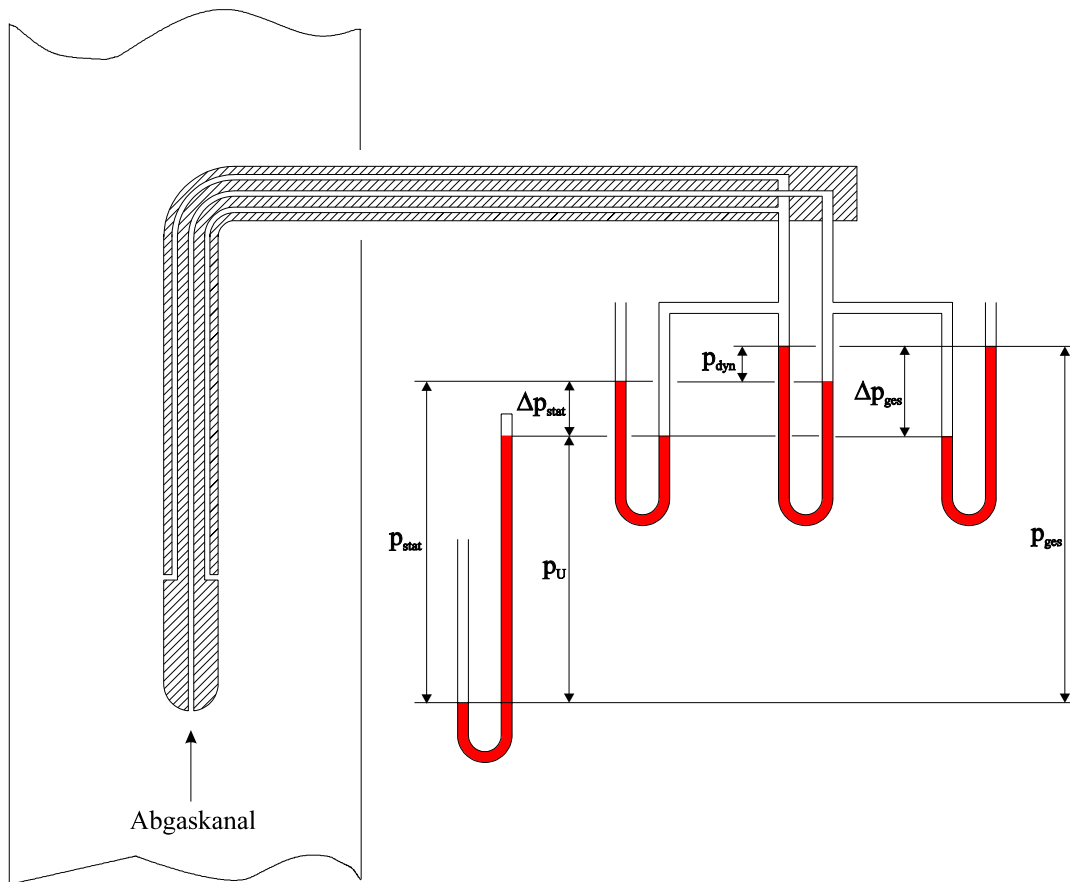 p_dyn
Δp_ges
Δp_stat
p_stat
p_U
p_ges
Abgaskanal